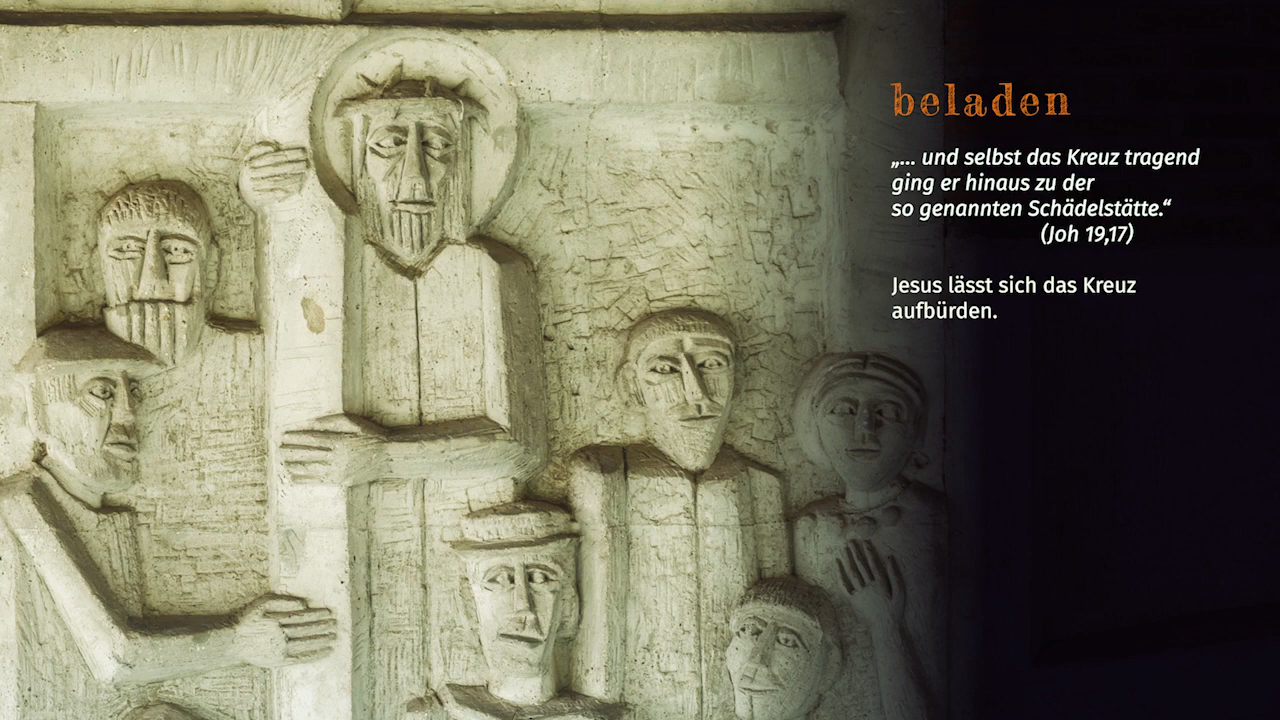 beladen
„... und selbst das Kreuz tragend
ging er hinaus zu der
so genannten Schädelstätte.“
(Joh 19,17)
Jesus lässt sich das Kreuz
aufbürden.